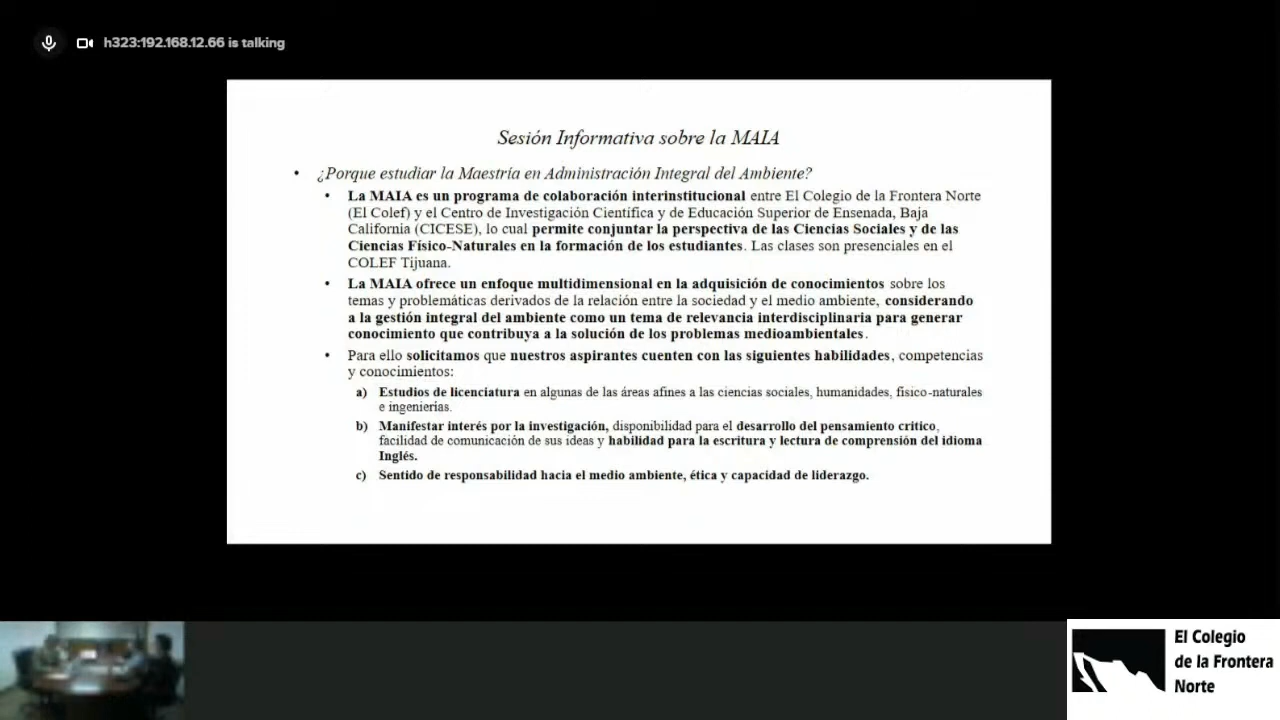 h323:192.168.12.66 is talking
Sesión Informativa sobre la MAIA
• ¿Porque estudiar la Maestría en Administración Integral del Ambiente?
• La MAIA es un programa de colaboración interinstitucional entre El Colegio de la Frontera Norte
(El Colef) y el Centro de Investigación Científica y de Educación Superior de Ensenada, Baja
California (CICESE), lo cual permite conjuntar la perspectiva de las Ciencias Sociales y de las
Ciencias Físico-Naturales en la formación de los estudiantes. Las clases son presenciales en el
COLEF Tijuana.
• La MAIA ofrece un enfoque multidimensional en la adquisición de conocimientos sobre los
temas y problemáticas derivados de la relación entre la sociedad y el medio ambiente, considerando
a la gestión integral del ambiente como un tema de relevancia interdisciplinaria para generar
conocimiento que contribuya a la solución de los problemas medioambientales.
• Para ello solicitamos que nuestros aspirantes cuenten con las siguientes habilidades, competencias
y conocimientos:
a) Estudios de licenciatura en algunas de las áreas afines a las ciencias sociales, humanidades, físico-naturales
e ingenierías.
b) Manifestar interés por la investigación, disponibilidad para el desarrollo del pensamiento critico,
facilidad de comunicación de sus ideas y habilidad para la escritura y lectura de comprensión del idioma
Inglés.
c) Sentido de responsabilidad hacia el medio ambiente, ética y capacidad de liderazgo.
El Colegio
de la Frontera
Norte